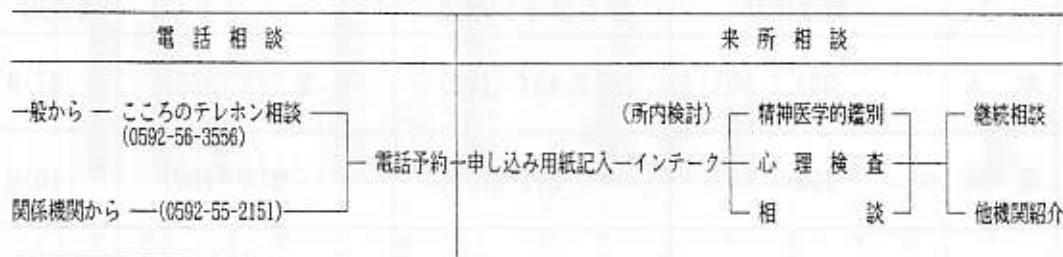 電話相談
来所相談
一般から ― こころのテレホン相談
(0592-56-3556)
関係機関から ―(0592-55-2151)
電話予約―申し込み用紙記入―インテーク
(所内検討)
精神医学的鑑別
心理検査
相談
継続相談
他機関紹介